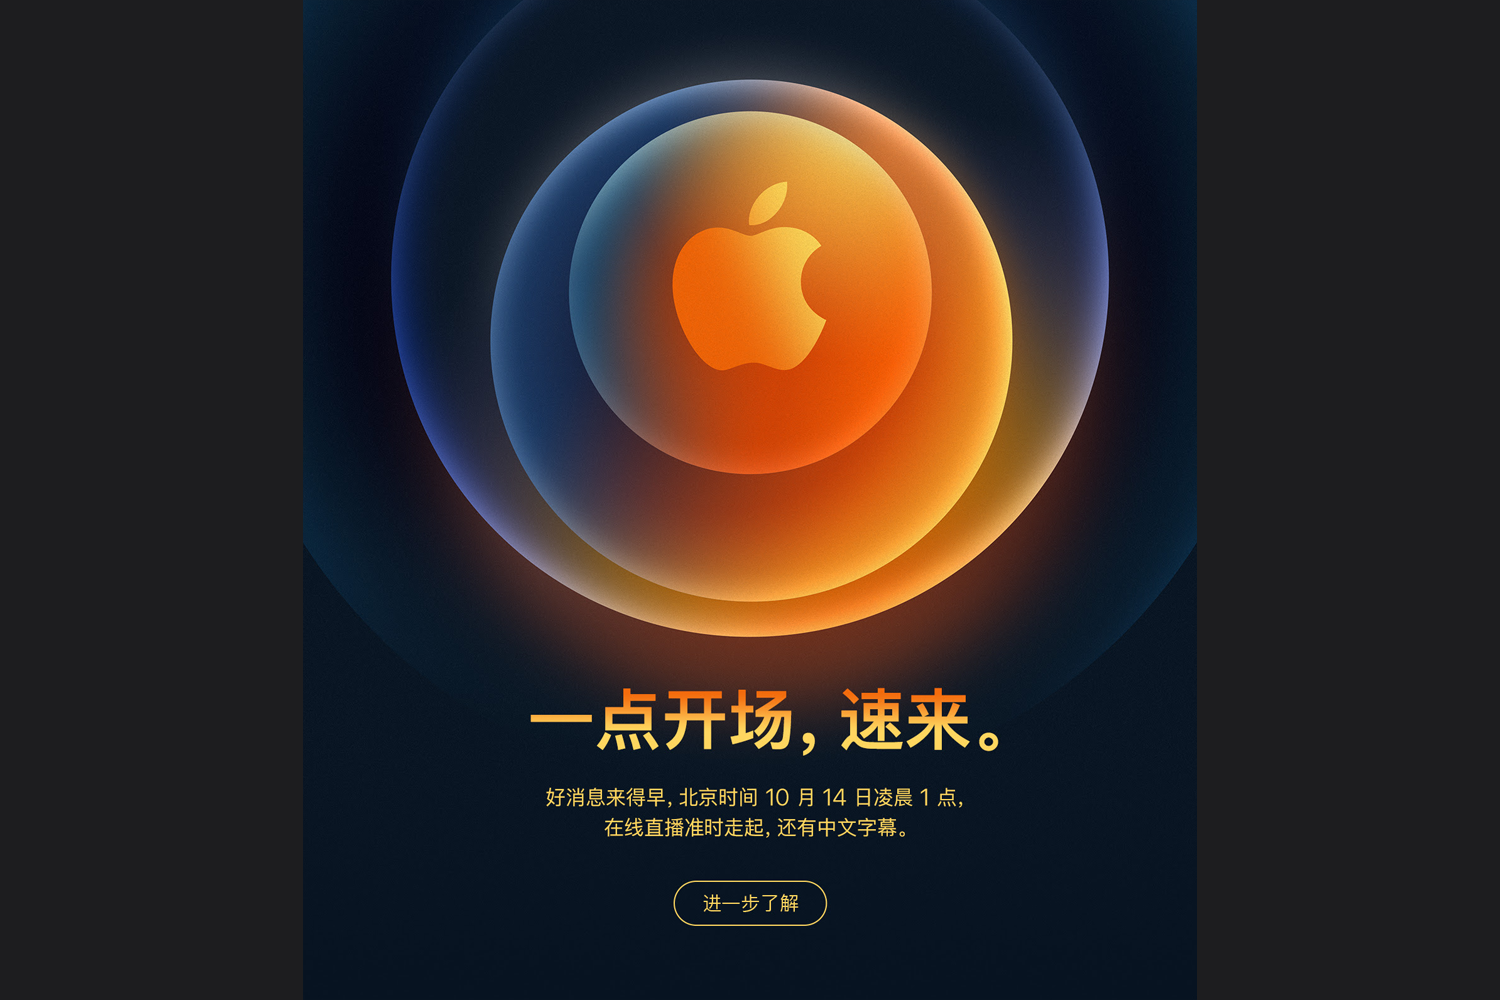 一点开场，速来。
好消息来得早，北京时间 10 月 14 日凌晨 1 点，
在线直播准时走起，还有中文字幕。
进一步了解